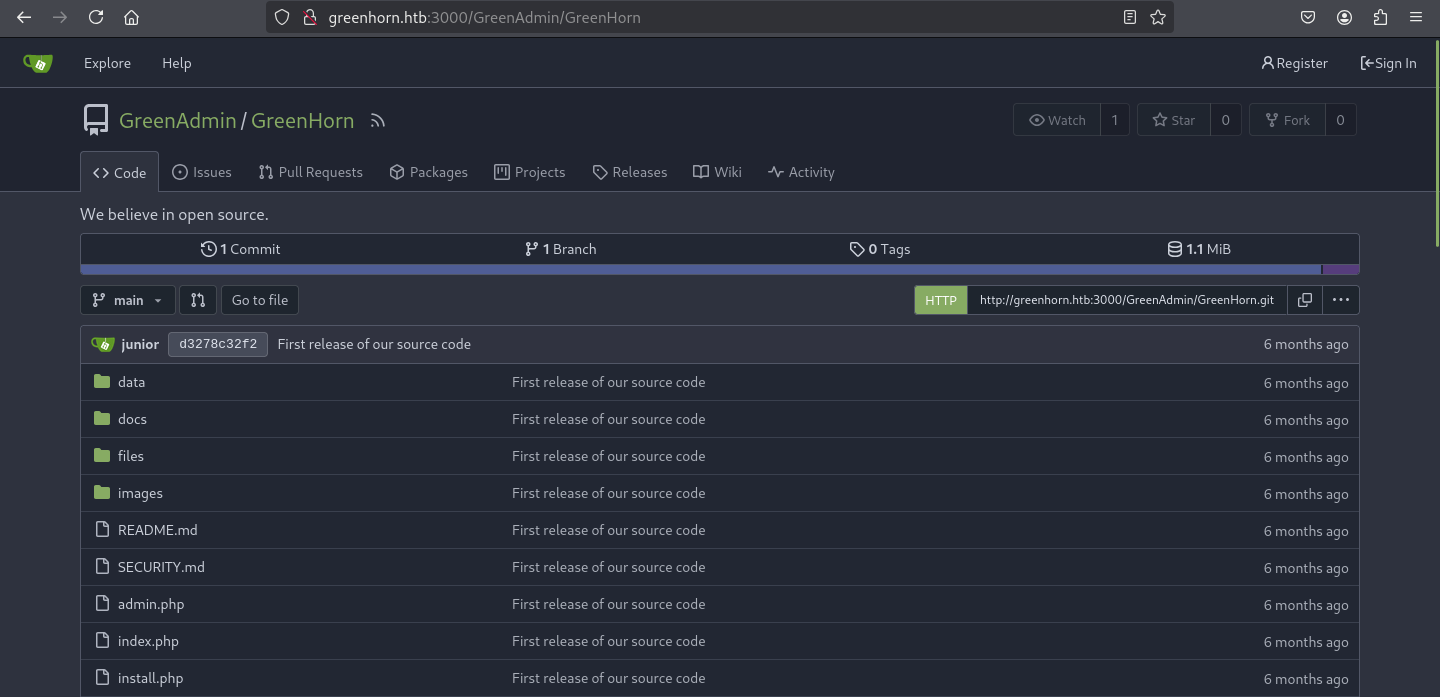 greenhorn.htb:3000/GreenAdmin/GreenHorn
Explore Help Register Sign In
GreenAdmin / GreenHorn Watch 1 Star 0 Fork 0
Code Issues Pull Requests Packages Projects Releases Wiki Activity
We believe in open source.
1 Commit 1 Branch 0 Tags 1.1 MiB
main Go to file HTTP http://greenhorn.htb:3000/GreenAdmin/GreenHorn.git
junior d3278c32f2 First release of our source code 6 months ago
data First release of our source code 6 months ago
docs First release of our source code 6 months ago
files First release of our source code 6 months ago
images First release of our source code 6 months ago
README.md First release of our source code 6 months ago
SECURITY.md First release of our source code 6 months ago
admin.php First release of our source code 6 months ago
index.php First release of our source code 6 months ago
install.php First release of our source code 6 months ago